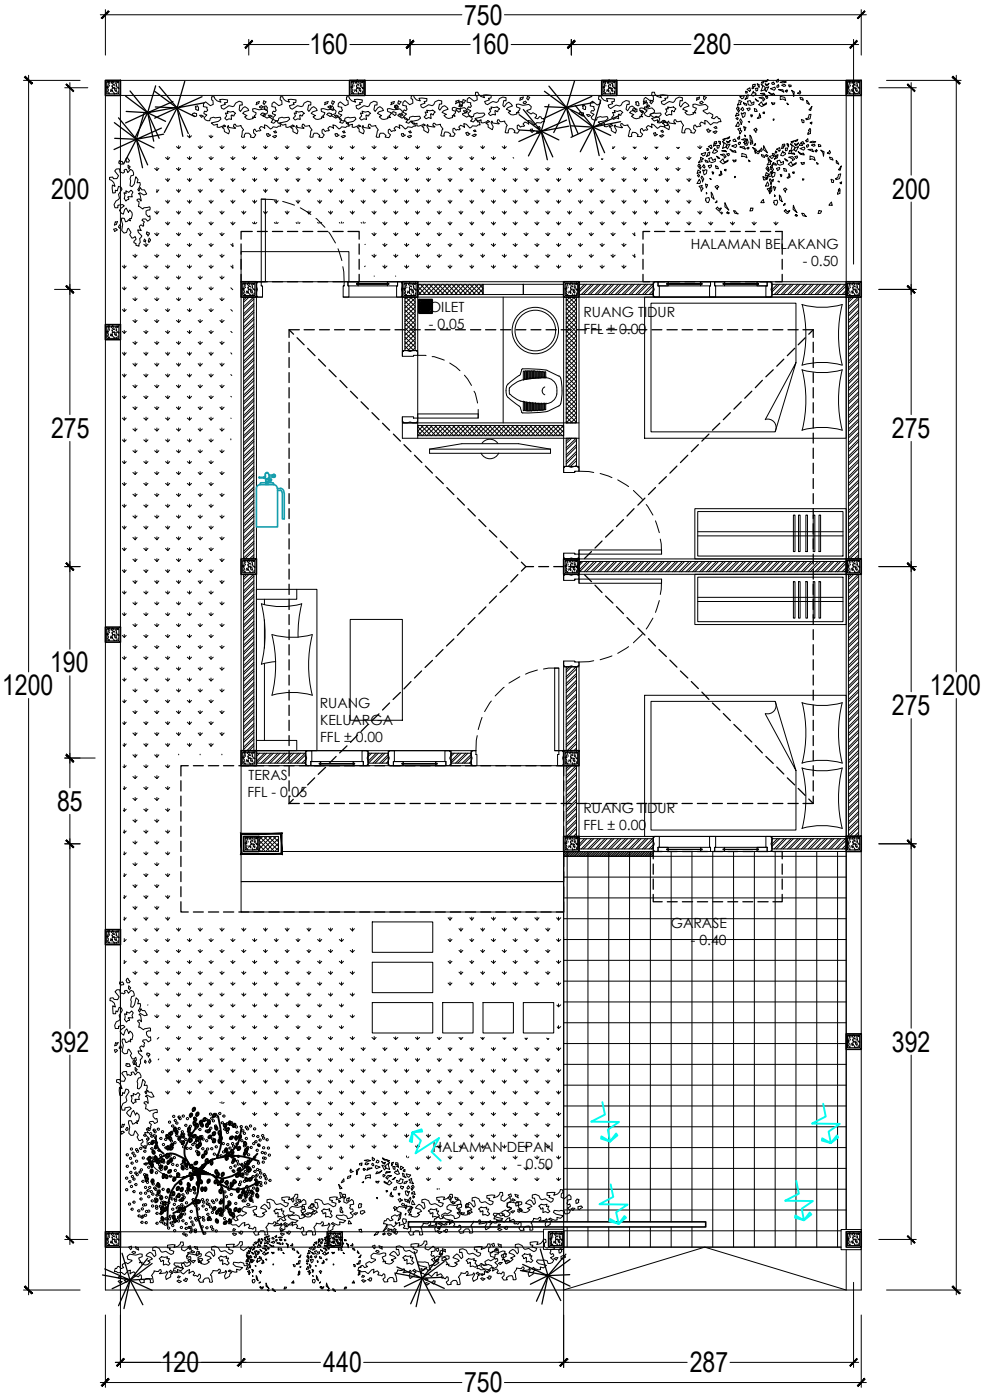 750
160
160
280
200
200
HALAMAN BELAKANG
- 0.50
OILET
- 0.05
RUANG TIDUR
FFL ± 0.00
275
275
190
1200
275
1200
RUANG
KELUARGA
FFL ± 0.00
TERAS
FFL - 0.05
85
RUANG TIDUR
FFL ± 0.00
GARASE
- 0.40
392
392
HALAMAN DEPAN
- 0.50
120
440
287
750